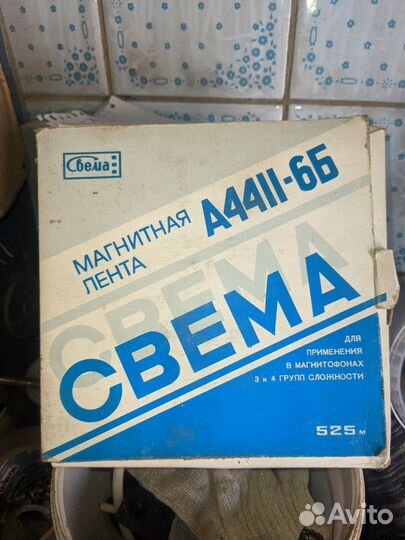 Свема
МАГНИТНАЯ
ЛЕНТА
А4411-6Б
СВЕМА
СВЕМА
ДЛЯ
ПРИМЕНЕНИЯ
В МАГНИТОФОНАХ
3 и 4 ГРУПП СЛОЖНОСТИ
525 м
Avito